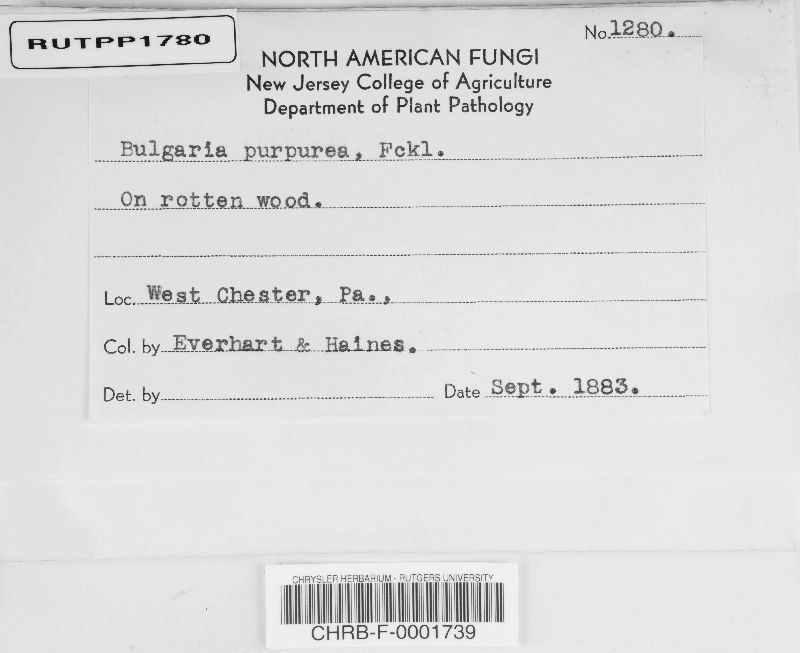 RUTPP1780
No. 1280.
NORTH AMERICAN FUNGI
New Jersey College of Agriculture
Department of Plant Pathology
Bulgaria purpurea, Fckl.
On rotten wood.
Loc. West Chester, Pa.,
Col. by Everhart & Haines.
Det. by Date Sept. 1883.
CHRYSLER HERBARIUM - RUTGERS UNIVERSITY
CHRB-F-0001739